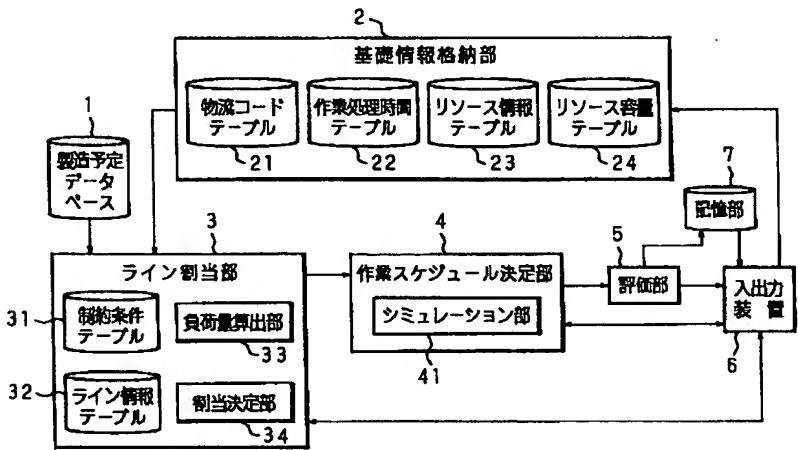 2
基礎情報格納部
物流コード
テーブル
21
作業処理時間
テーブル
22
リソース情報
テーブル
23
リソース容量
テーブル
24
1
製造予定
データ
ベース
3
ライン割当部
31
制約条件
テーブル
負荷量算出部
33
32
ライン情報
テーブル
割当決定部
34
4
作業スケジュール決定部
シミュレーション部
41
5
評価部
7
記憶部
入出力
装置
6